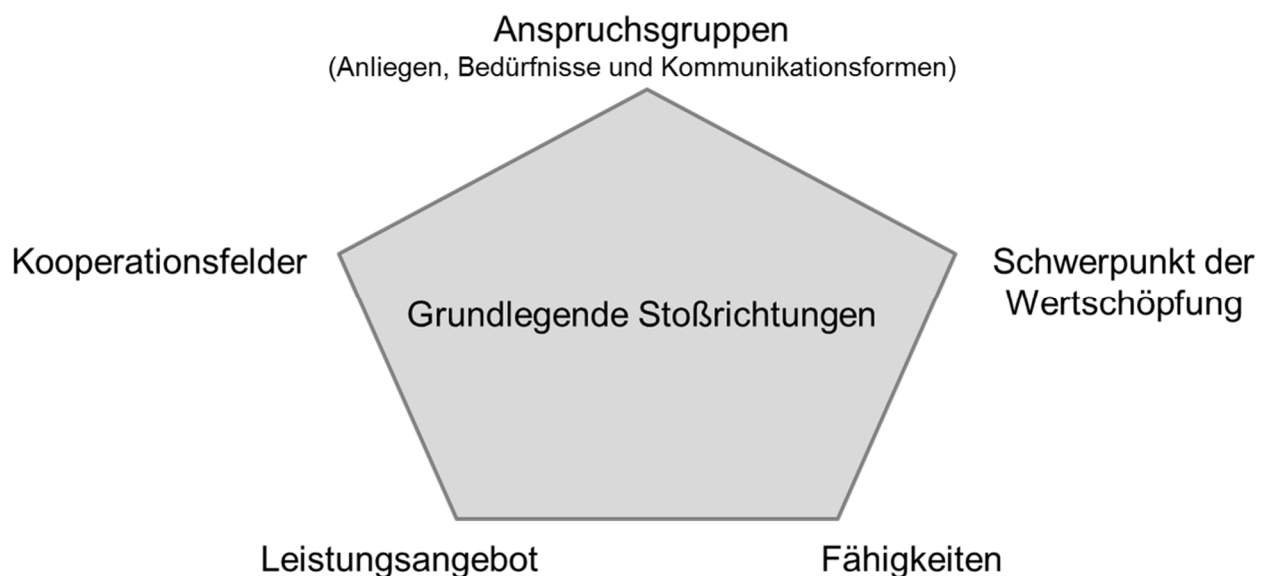 Anspruchsgruppen
(Anliegen, Bedürfnisse und Kommunikationsformen)
Kooperationsfelder
Schwerpunkt der
Wertschöpfung
Grundlegende Stoßrichtungen
Leistungsangebot
Fähigkeiten